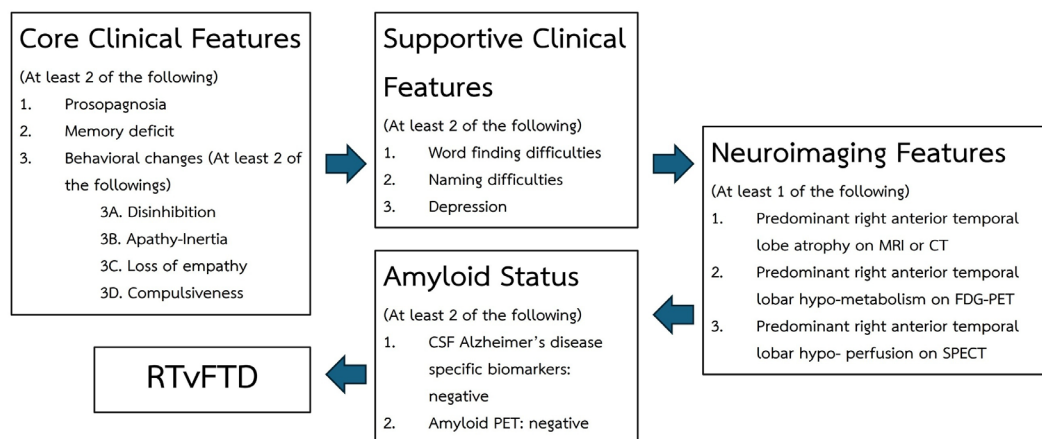 Core Clinical Features
(At least 2 of the following)
1. Prosopagnosia
2. Memory deficit
3. Behavioral changes (At least 2 of
the followings)
3A. Disinhibition
3B. Apathy-Inertia
3C. Loss of empathy
3D. Compulsiveness
Supportive Clinical
Features
(At least 2 of the following)
1. Word finding difficulties
2. Naming difficulties
3. Depression
Neuroimaging Features
(At least 1 of the following)
1. Predominant right anterior temporal
lobe atrophy on MRI or CT
2. Predominant right anterior temporal
lobar hypo-metabolism on FDG-PET
3. Predominant right anterior temporal
lobar hypo- perfusion on SPECT
Amyloid Status
(At least 2 of the following)
1. CSF Alzheimer's disease
specific biomarkers:
negative
2. Amyloid PET: negative
RTvFTD